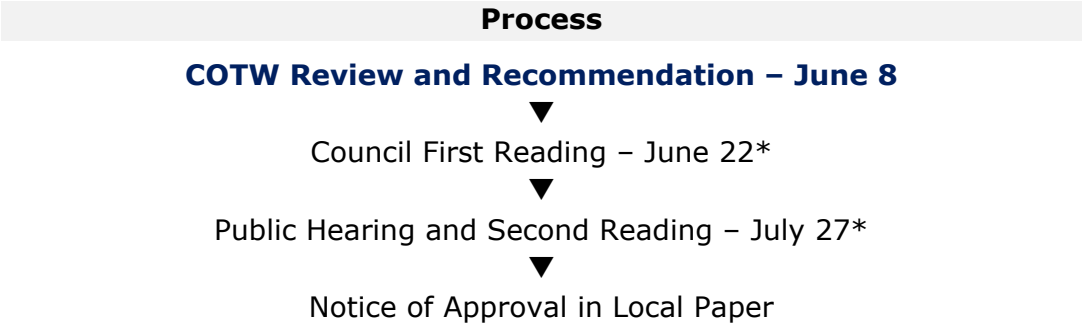 Process
COTW Review and Recommendation – June 8
Council First Reading – June 22*
Public Hearing and Second Reading – July 27*
Notice of Approval in Local Paper